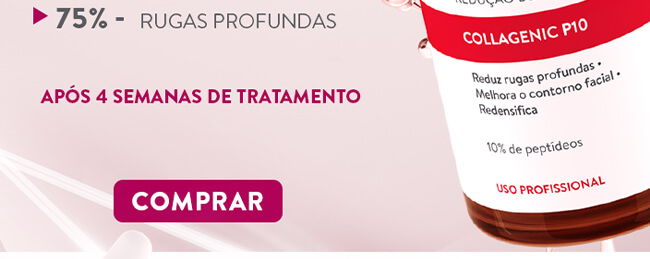 75% - RUGAS PROFUNDAS
APÓS 4 SEMANAS DE TRATAMENTO
COMPRAR
COLLAGENIC P10
Reduz rugas profundas •
Melhora o contorno facial •
Redensifica
10% de peptídeos
USO PROFISSIONAL